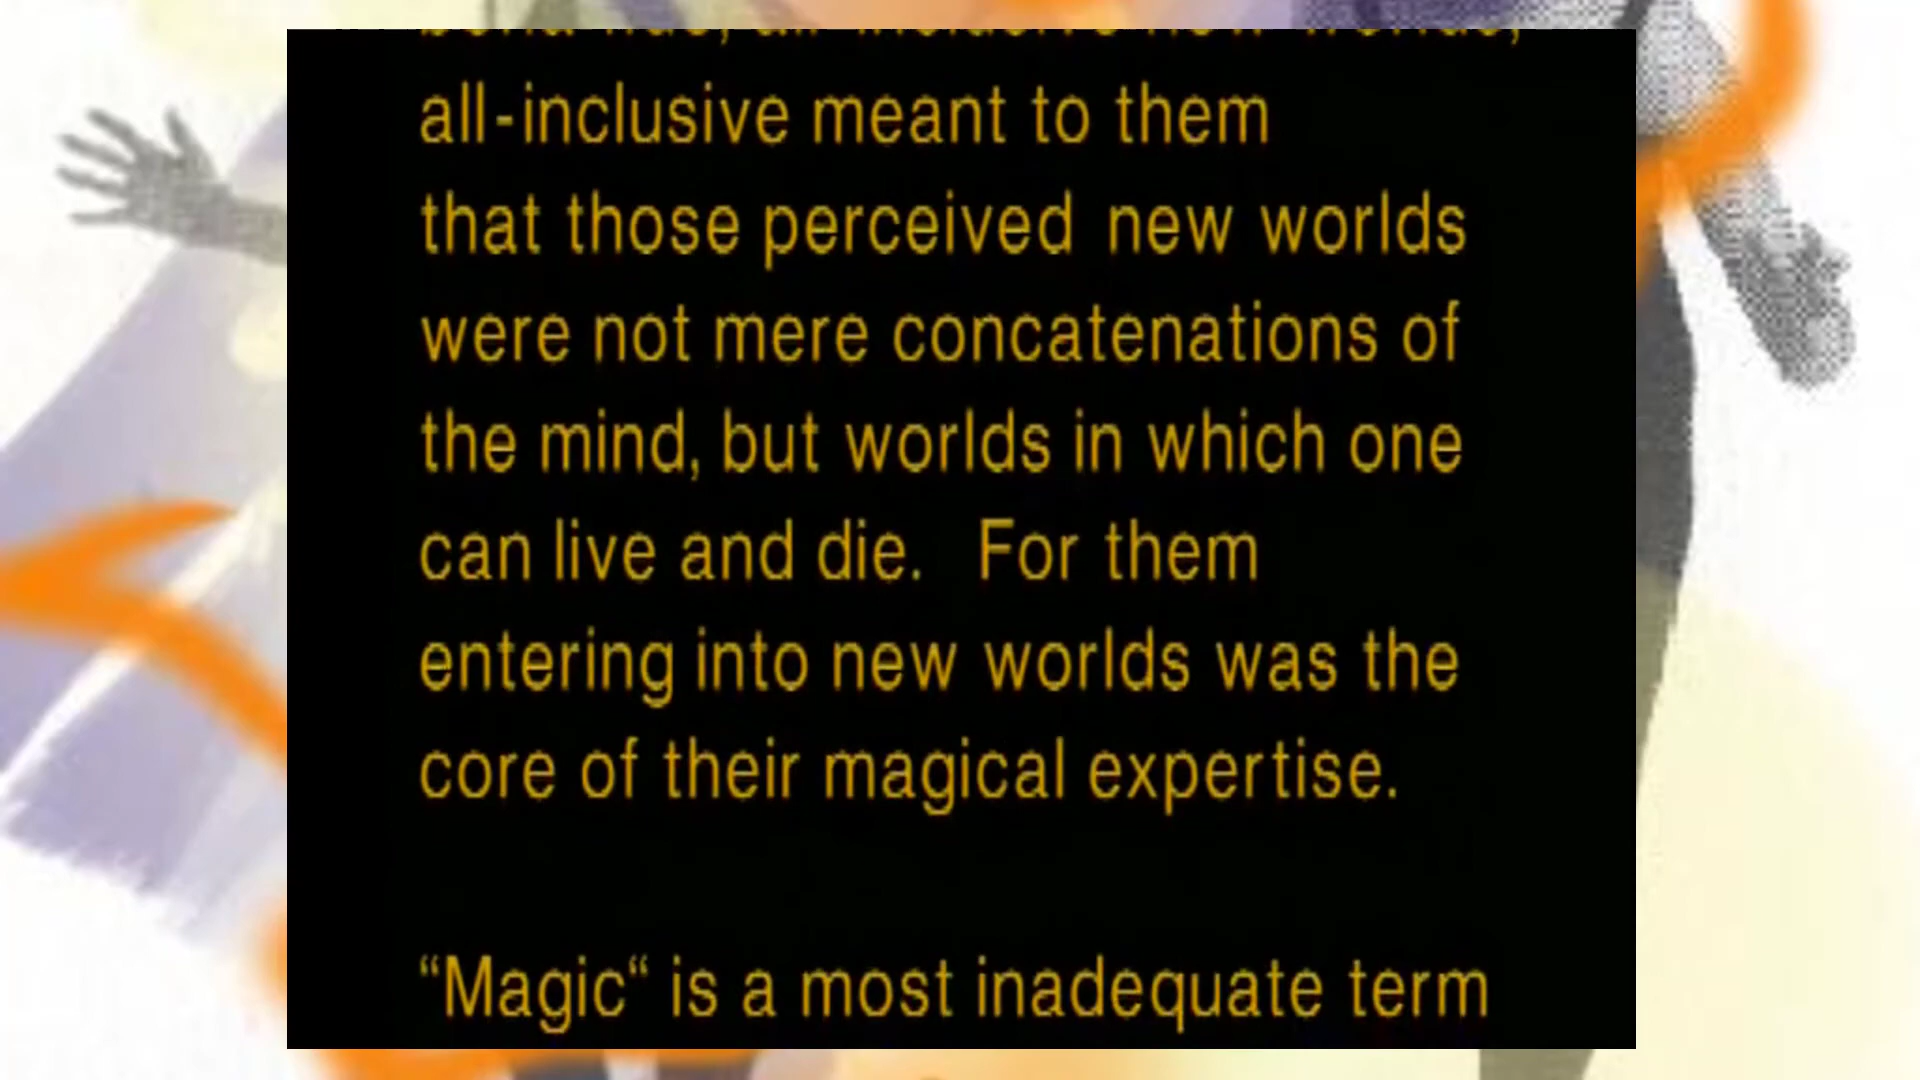 all-inclusive meant to them
that those perceived new worlds
were not mere concatenations of
the mind, but worlds in which one
can live and die. For them
entering into new worlds was the
core of their magical expertise.
“Magic“ is a most inadequate term